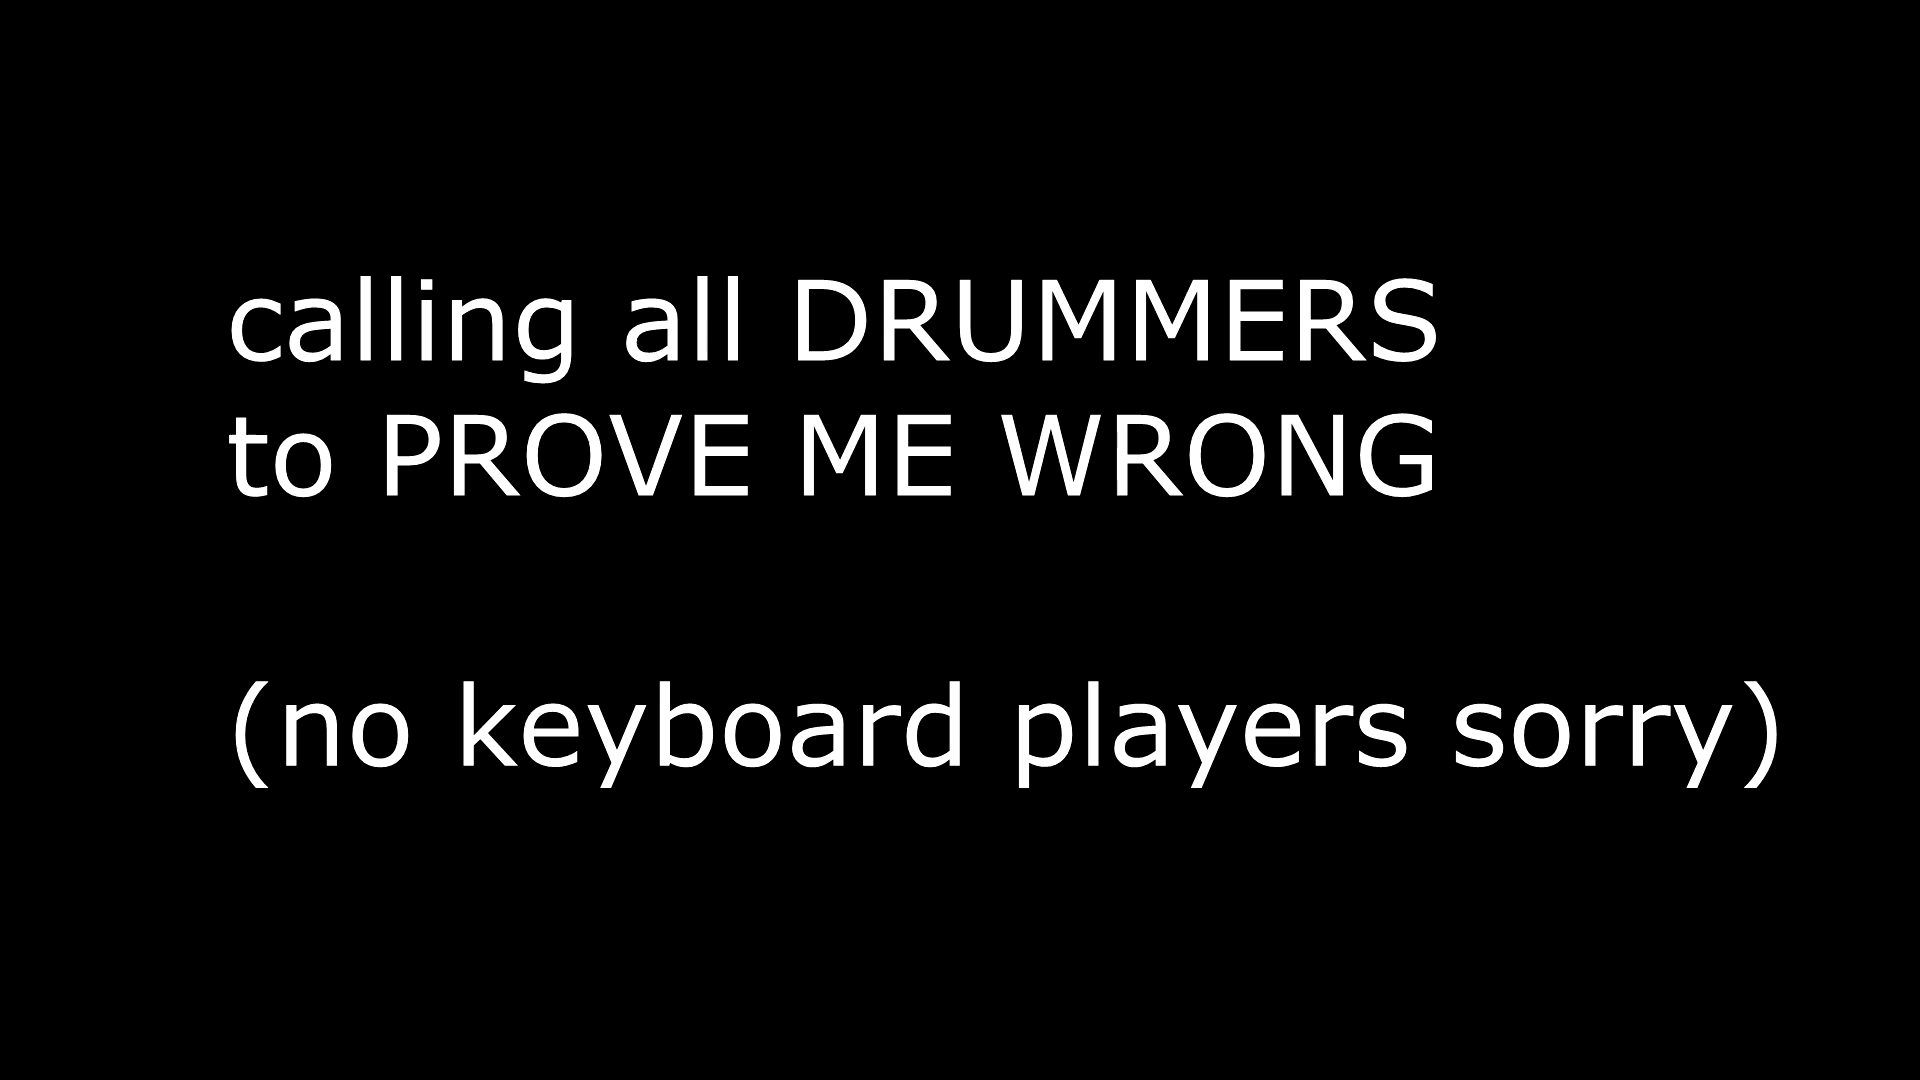 calling all DRUMMERS
to PROVE ME WRONG
(no keyboard players sorry)